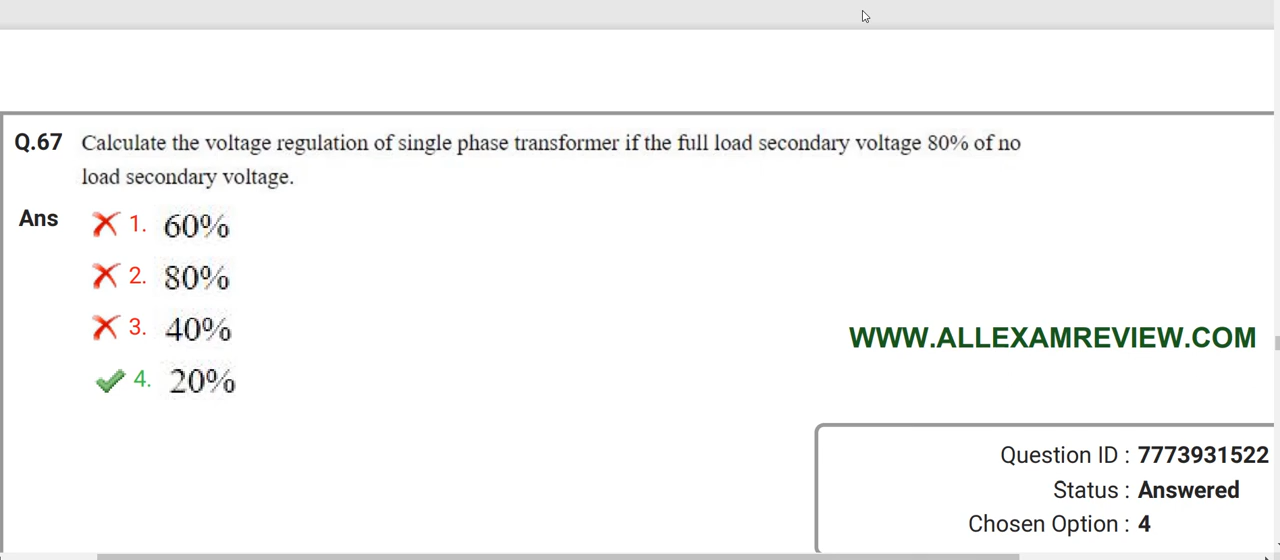 Q.67 Calculate the voltage regulation of single phase transformer if the full load secondary voltage 80% of no
load secondary voltage.
Ans
1. 60%
2. 80%
3. 40%
WWW.ALLEXAMREVIEW.COM
4. 20%
Question ID : 7773931522
Status : Answered
Chosen Option : 4